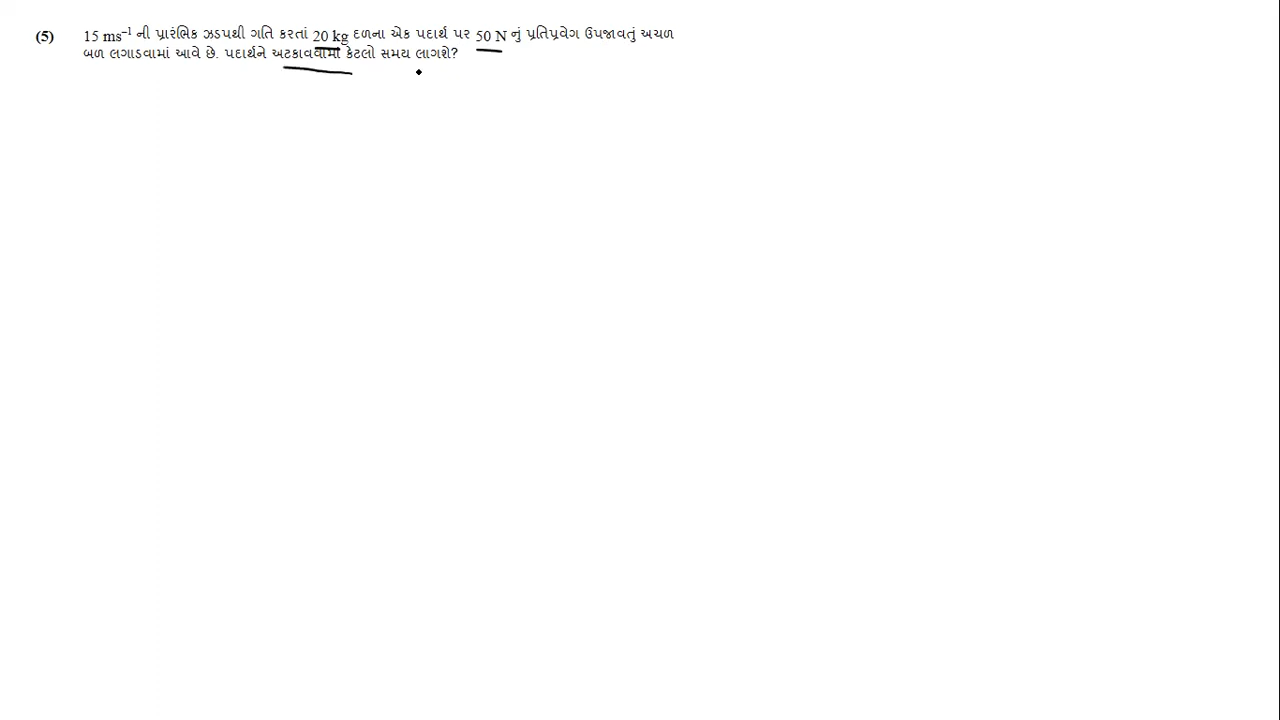 (5) 15 ms⁻¹ ની પ્રારંભિક ઝડપથી ગતિ કરતાં 20 kg દળના એક પદાર્થ પર 50 N નું પ્રતિપ્રવેગ ઉપજાવતું અચળ
બળ લગાડવામાં આવે છે. પદાર્થને અટકાવવામાં કેટલો સમય લાગશે?